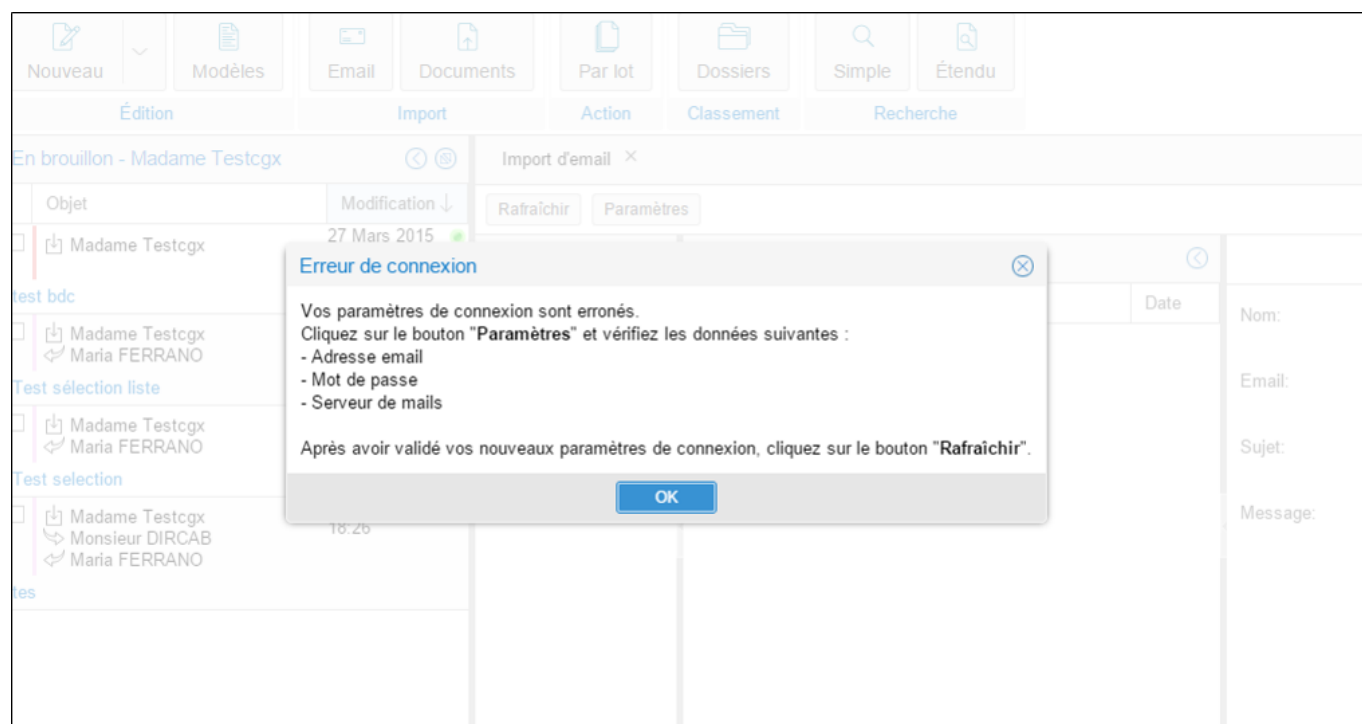 Nouveau
Modèles
Email
Documents
Par lot
Dossiers
Simple
Étendu
Édition
Import
Action
Classement
Recherche
En brouillon - Madame Testcgx
Import d'email
Objet
Modification
Rafraîchir
Paramètres
Madame Testcgx
27 Mars 2015
test bdc
Madame Testcgx
Maria FERRANO
Test sélection liste
Madame Testcgx
Maria FERRANO
Test selection
Madame Testcgx
18:26
Monsieur DIRCAB
Maria FERRANO
tes
Erreur de connexion
Vos paramètres de connexion sont erronés.
Cliquez sur le bouton "Paramètres" et vérifiez les données suivantes :
- Adresse email
- Mot de passe
- Serveur de mails
Après avoir validé vos nouveaux paramètres de connexion, cliquez sur le bouton "Rafraîchir".
OK
Date
Nom:
Email:
Sujet:
Message: